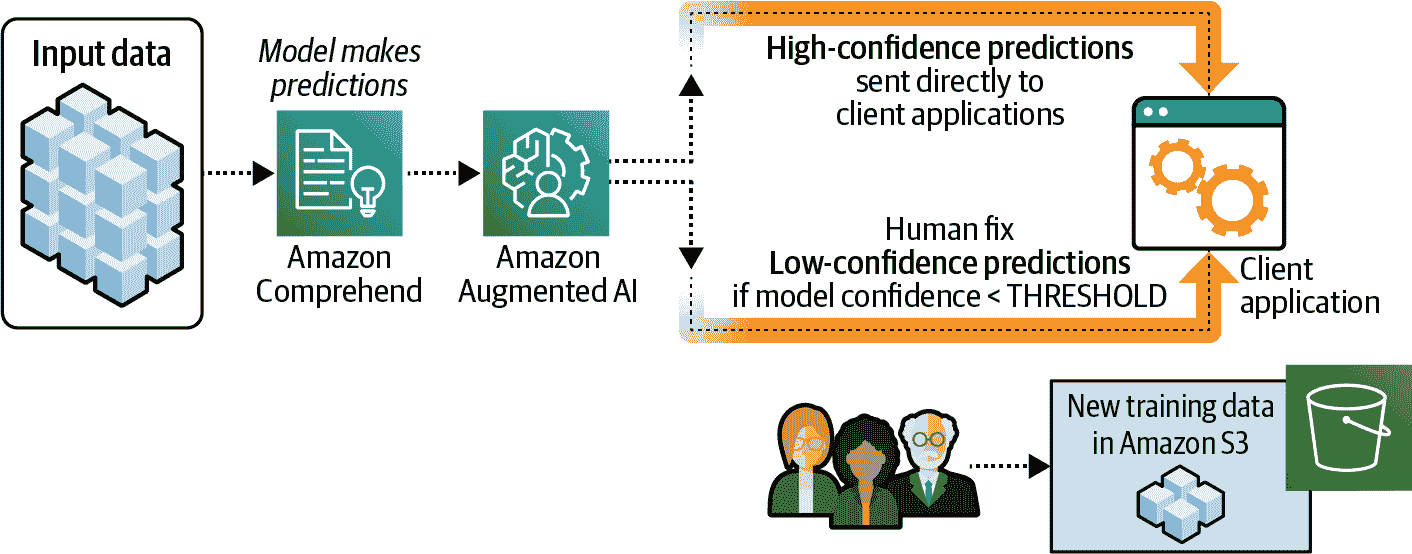 Input data
Model makes
predictions
Amazon
Comprehend
Amazon
Augmented AI
High-confidence predictions
sent directly to
client applications
Human fix
Low-confidence predictions
if model confidence < THRESHOLD
Client
application
New training data
in Amazon S3